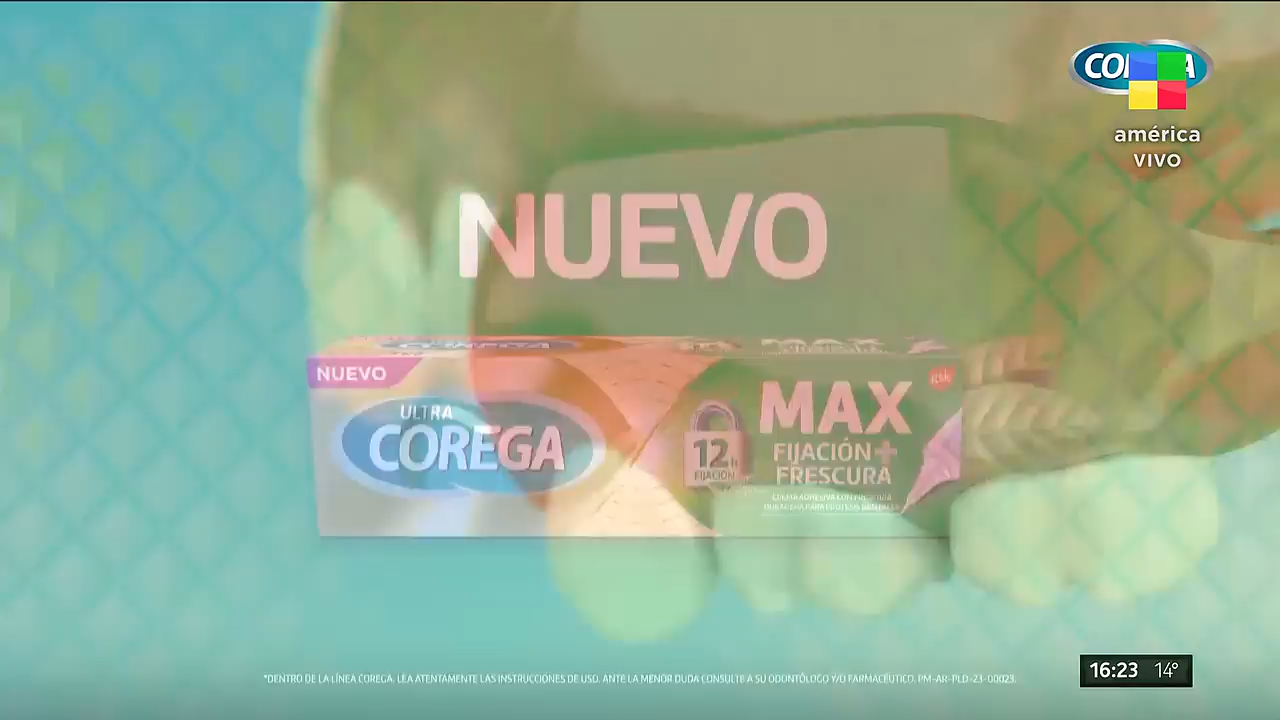 américa
VIVO
NUEVO
NUEVO
ULTRA
COREGA
MAX
12h
FIJACIÓN
FIJACIÓN+
FRESCURA
*DENTRO DE LA LÍNEA COREGA. LEA ATENTAMENTE LAS INSTRUCCIONES DE USO. ANTE LA MENOR DUDA CONSULTE A SU ODONTÓLOGO Y/O FARMACÉUTICO. PM-AR-PLD-23-00023.
16:23 14°